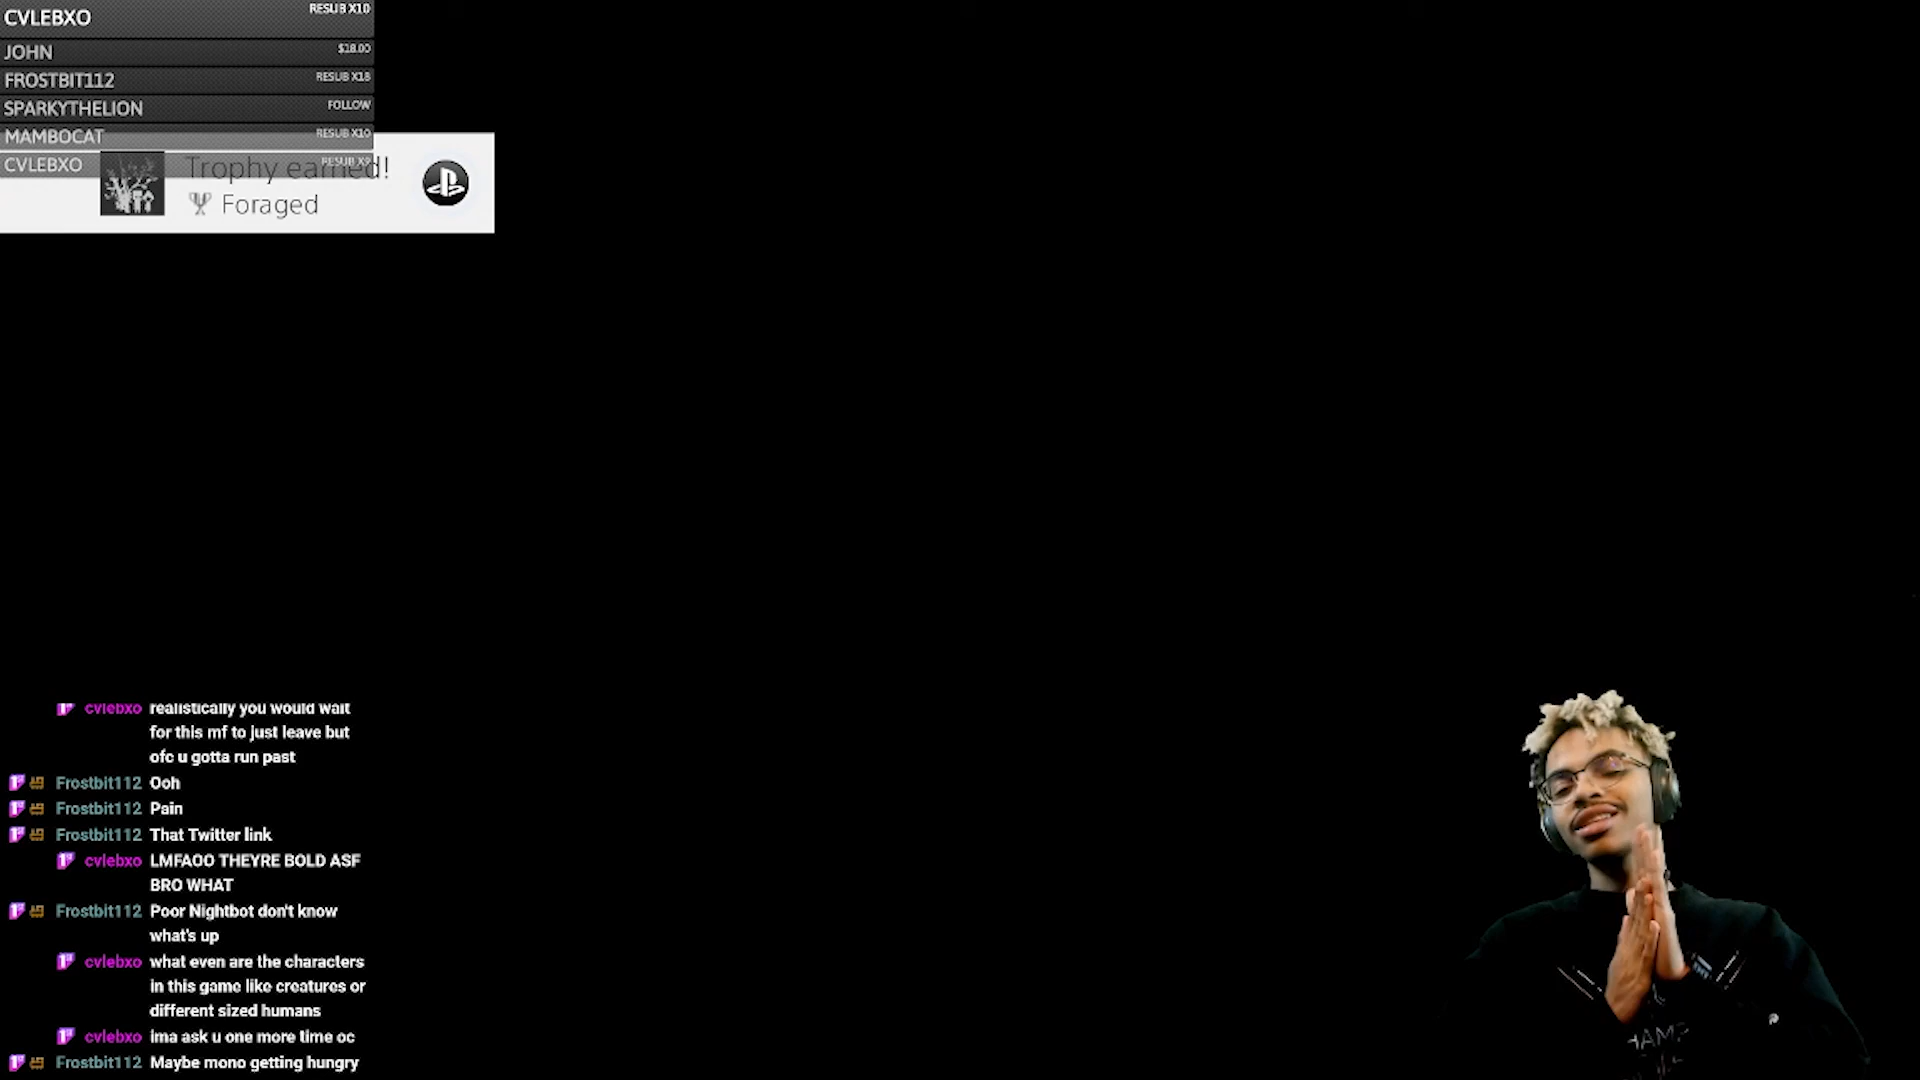 CVLEBXO RESUB X10
JOHN $18.00
FROSTBIT112 RESUB X18
SPARKYTHELION FOLLOW
MAMBOCAT RESUB X10
CVLEBXO RESUB X9
Trophy earned!
Foraged
cvlebxo realistically you would wait
for this mf to just leave but
ofc u gotta run past
Frostbit112 Ooh
Frostbit112 Pain
Frostbit112 That Twitter link
cvlebxo LMFAOO THEYRE BOLD ASF
BRO WHAT
Frostbit112 Poor Nightbot don't know
what's up
cvlebxo what even are the characters
in this game like creatures or
different sized humans
cvlebxo ima ask u one more time oc
Frostbit112 Maybe mono getting hungry